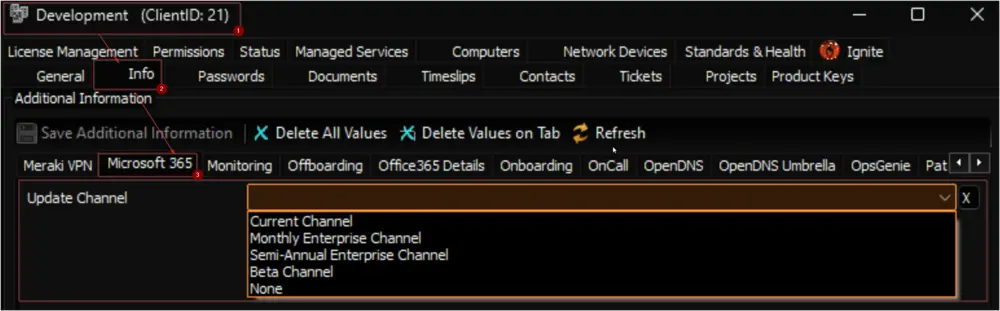 Development (ClientID: 21)
1
License Management Permissions Status Managed Services Computers Network Devices Standards & Health Ignite
General Info Passwords Documents Timeslips Contacts Tickets Projects Product Keys
2
Additional Information
Save Additional Information Delete All Values Delete Values on Tab Refresh
Meraki VPN Microsoft 365 Monitoring Offboarding Office365 Details Onboarding OnCall OpenDNS OpenDNS Umbrella OpsGenie Pat
3
Update Channel X
Current Channel
Monthly Enterprise Channel
Semi-Annual Enterprise Channel
Beta Channel
None